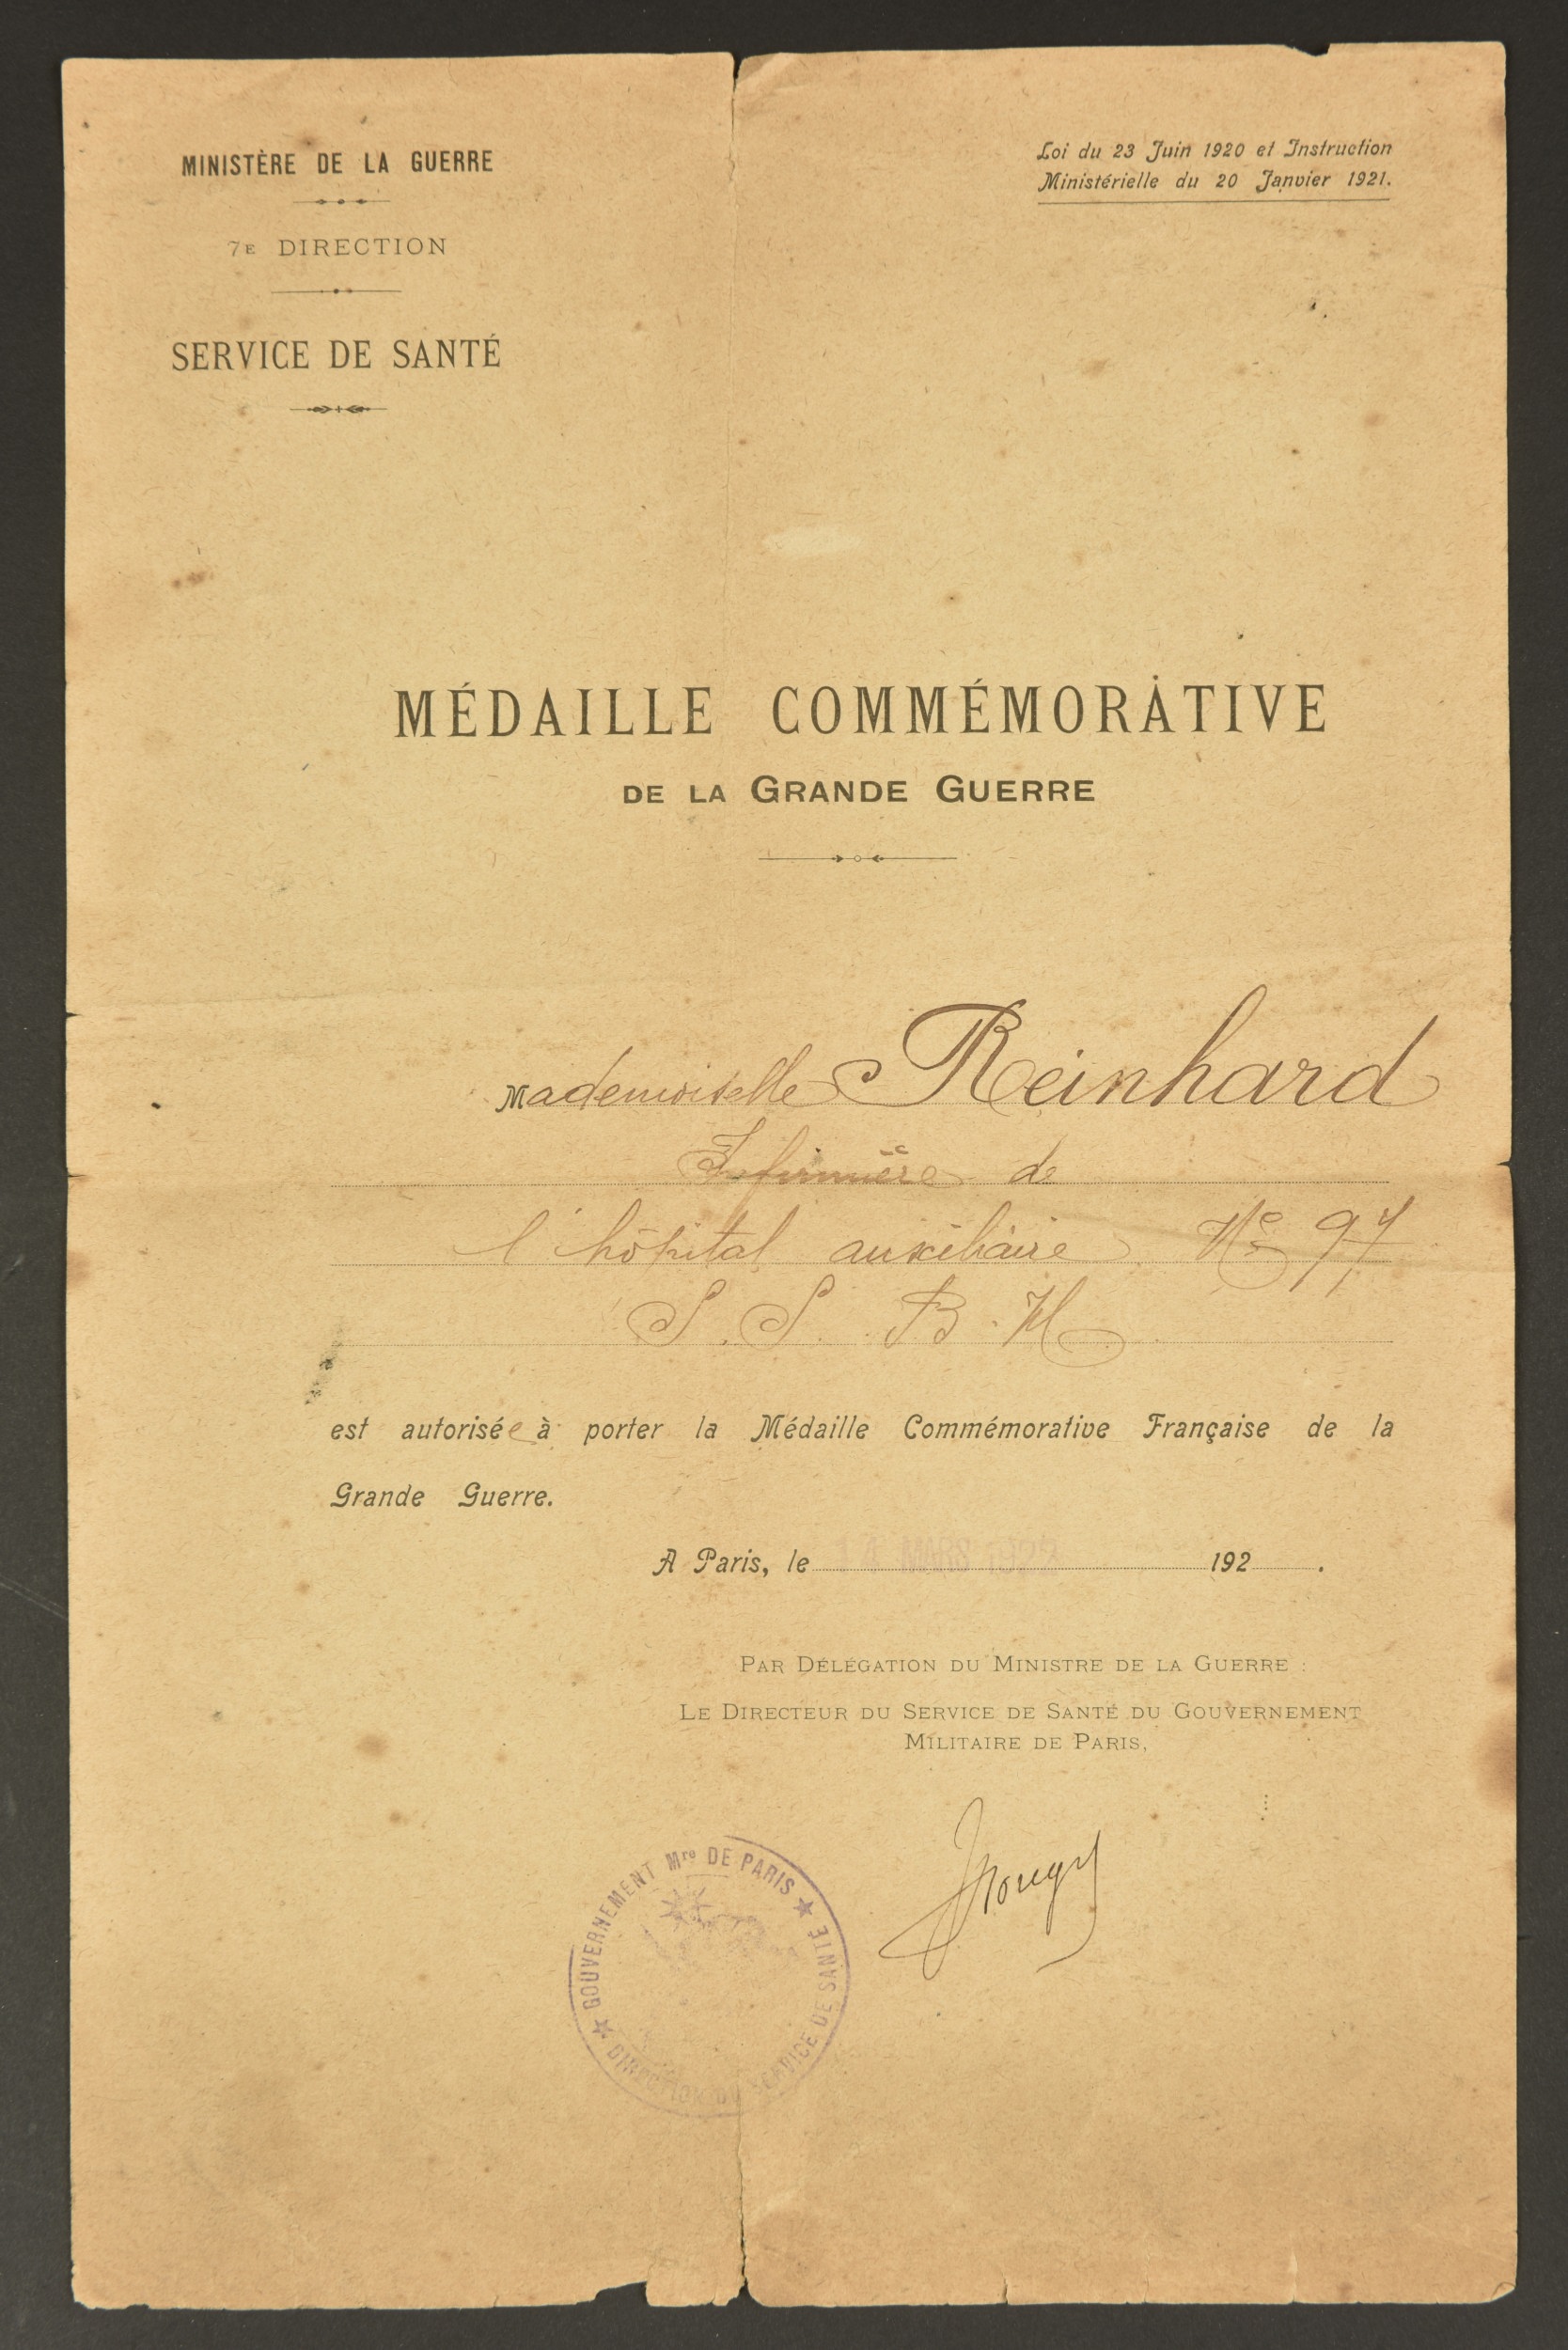 MINISTÈRE DE LA GUERRE
7E DIRECTION
SERVICE DE SANTÉ
Loi du 23 Juin 1920 et Instruction
Ministérielle du 20 Janvier 1921.
MÉDAILLE COMMÉMORATIVE
DE LA GRANDE GUERRE
Mademoiselle Reinhard
Infirmière de
l'hôpital auxiliaire No 97
S. S. B. M
est autorisée à porter la Médaille Commémorative Française de la
Grande Guerre.
A Paris, le 14 MARS 1922 192 .
PAR DÉLÉGATION DU MINISTRE DE LA GUERRE :
LE DIRECTEUR DU SERVICE DE SANTÉ DU GOUVERNEMENT
MILITAIRE DE PARIS,
GOUVERNEMENT Mre DE PARIS
DIRECTION DU SERVICE DE SANTÉ